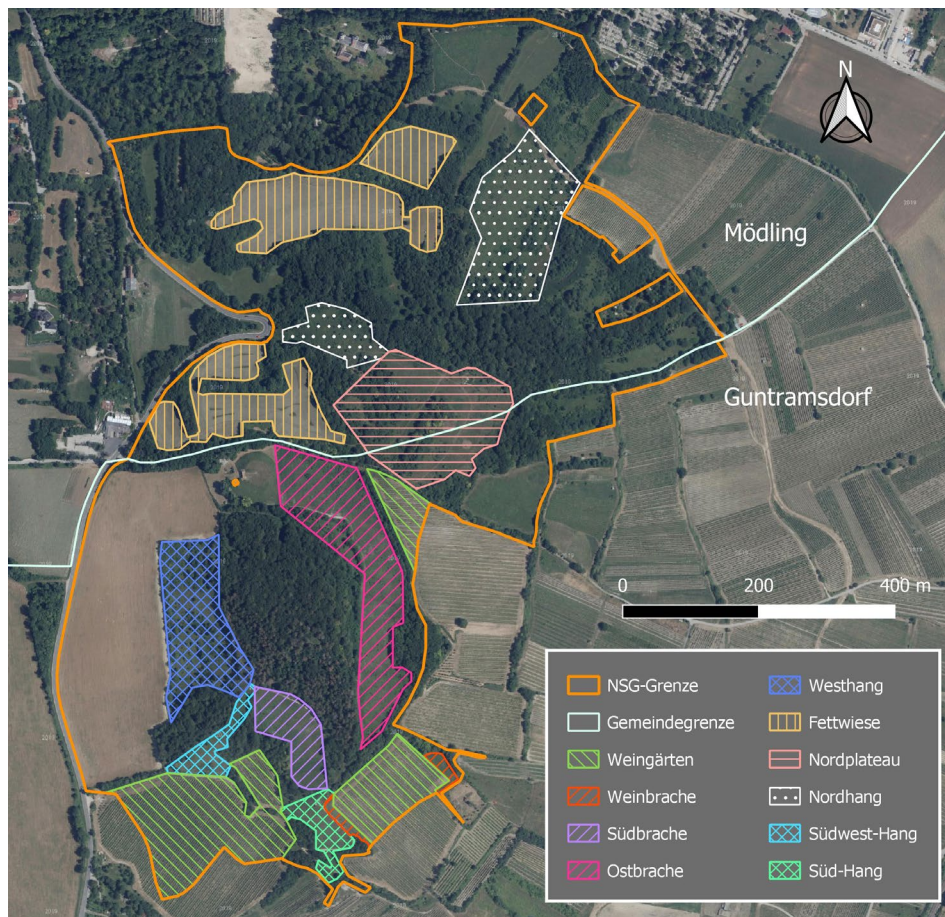 N
Mödling
Guntramsdorf
0 200 400 m
NSG-Grenze
Gemeindegrenze
Weingärten
Weinbrache
Südbrache
Ostbrache
Westhang
Fettwiese
Nordplateau
Nordhang
Südwest-Hang
Süd-Hang